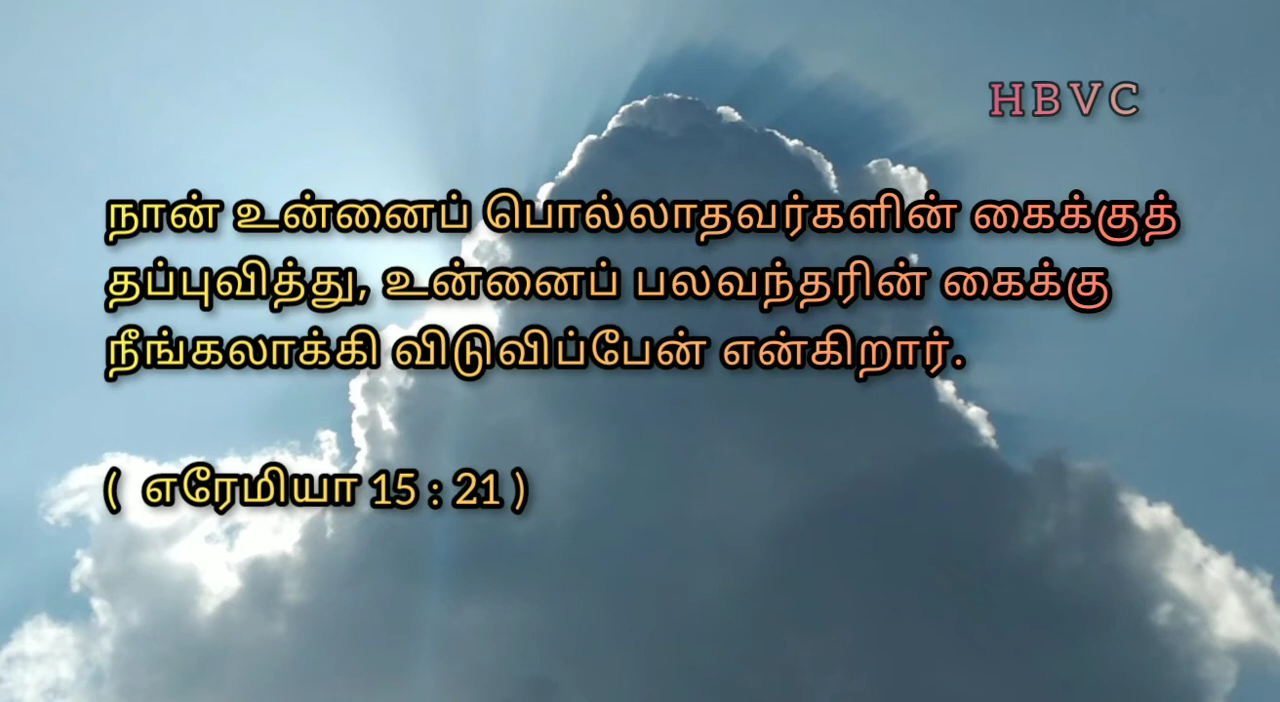 HBVC
நான் உன்னைப் பொல்லாதவர்களின் கைக்குத்
தப்புவித்து, உன்னைப் பலவந்தரின் கைக்கு
நீங்கலாக்கி விடுவிப்பேன் என்கிறார்.
( எரேமியா 15 : 21 )